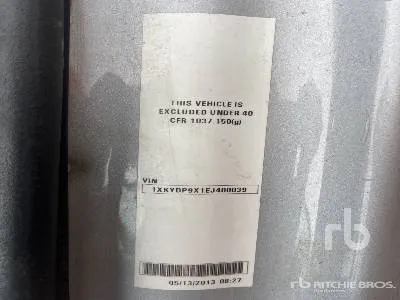 THIS VEHICLE IS
EXCLUDED UNDER 40
CFR 1037.150(g)
VIN
1XKYDP9X1EJ400039
05/13/2013 08:27
rb
rb RITCHIE BROS.